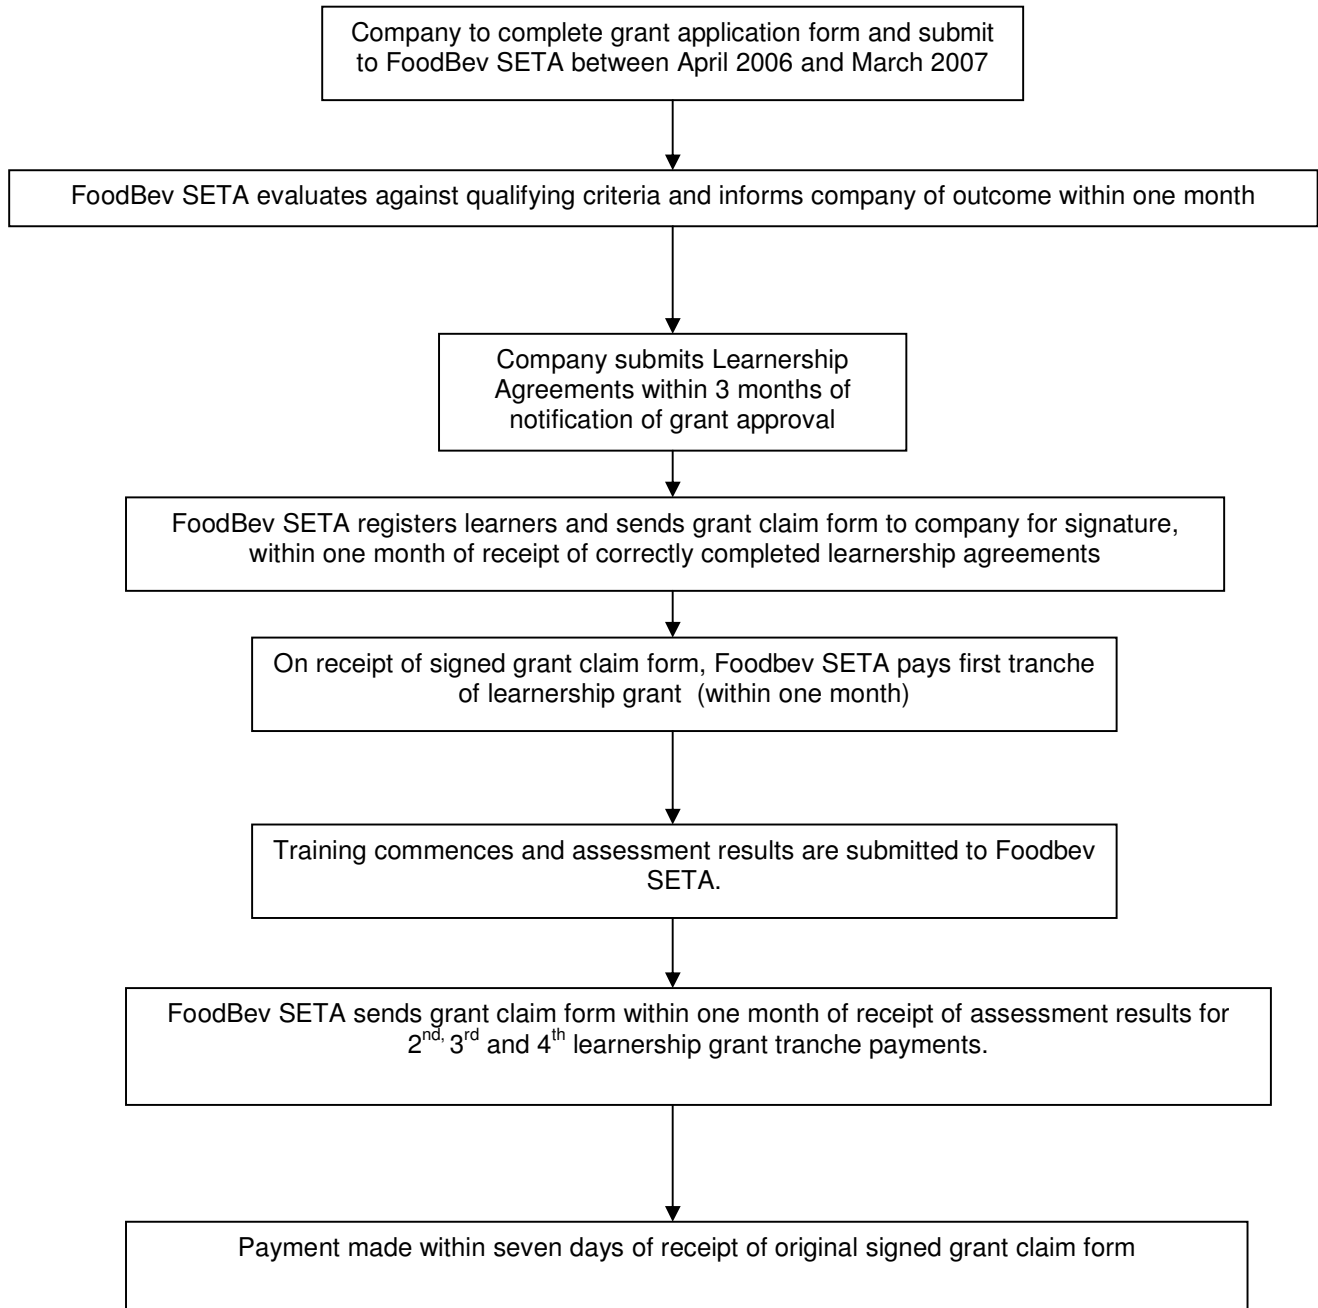 Company to complete grant application form and submit
to FoodBev SETA between April 2006 and March 2007
FoodBev SETA evaluates against qualifying criteria and informs company of outcome within one month
Company submits Learnership
Agreements within 3 months of
notification of grant approval
FoodBev SETA registers learners and sends grant claim form to company for signature,
within one month of receipt of correctly completed learnership agreements
On receipt of signed grant claim form, Foodbev SETA pays first tranche
of learnership grant (within one month)
Training commences and assessment results are submitted to Foodbev
SETA.
FoodBev SETA sends grant claim form within one month of receipt of assessment results for
2nd, 3rd and 4th learnership grant tranche payments.
Payment made within seven days of receipt of original signed grant claim form